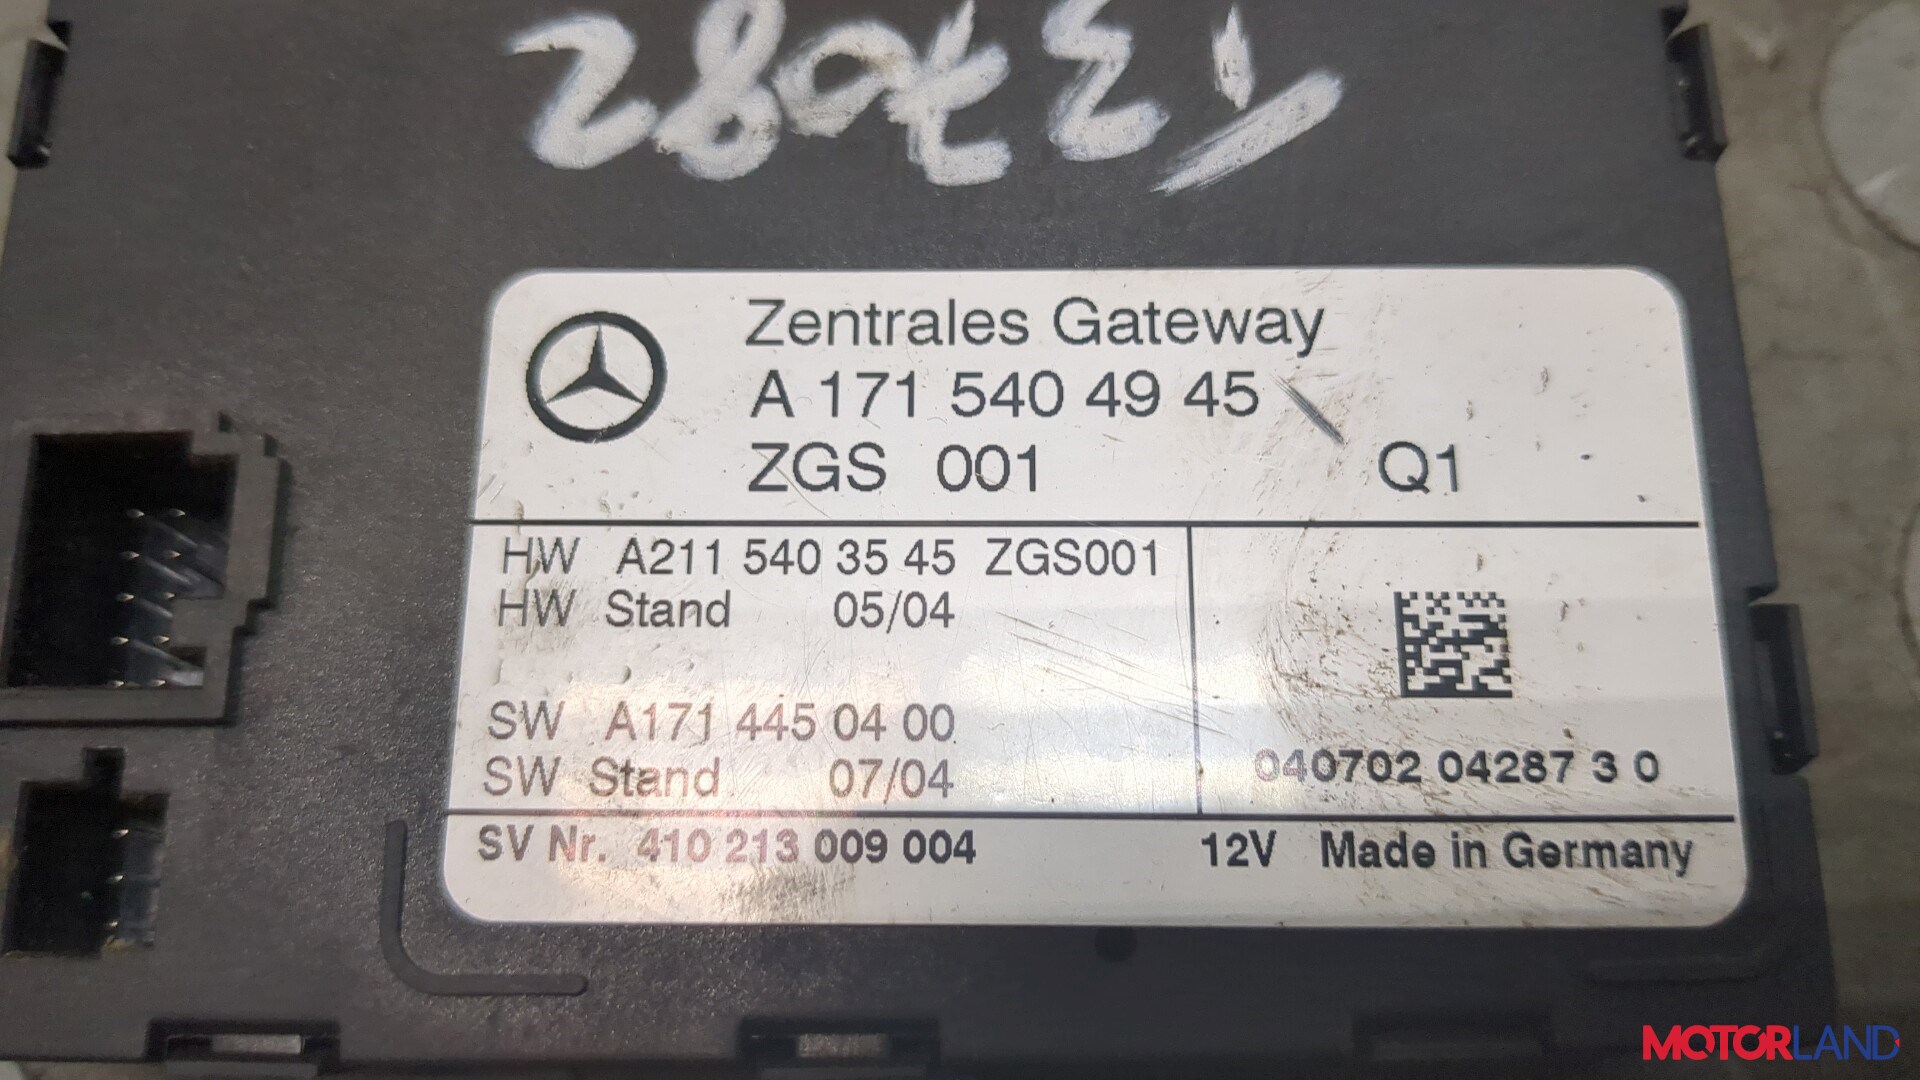 Zentrales Gateway
A 171 540 49 45
ZGS 001 Q1
HW A211 540 35 45 ZGS001
HW Stand 05/04
SW A171 445 04 00
SW Stand 07/04
040702 04287 3 0
SV Nr. 410 213 009 004 12V Made in Germany
MOTORLAND